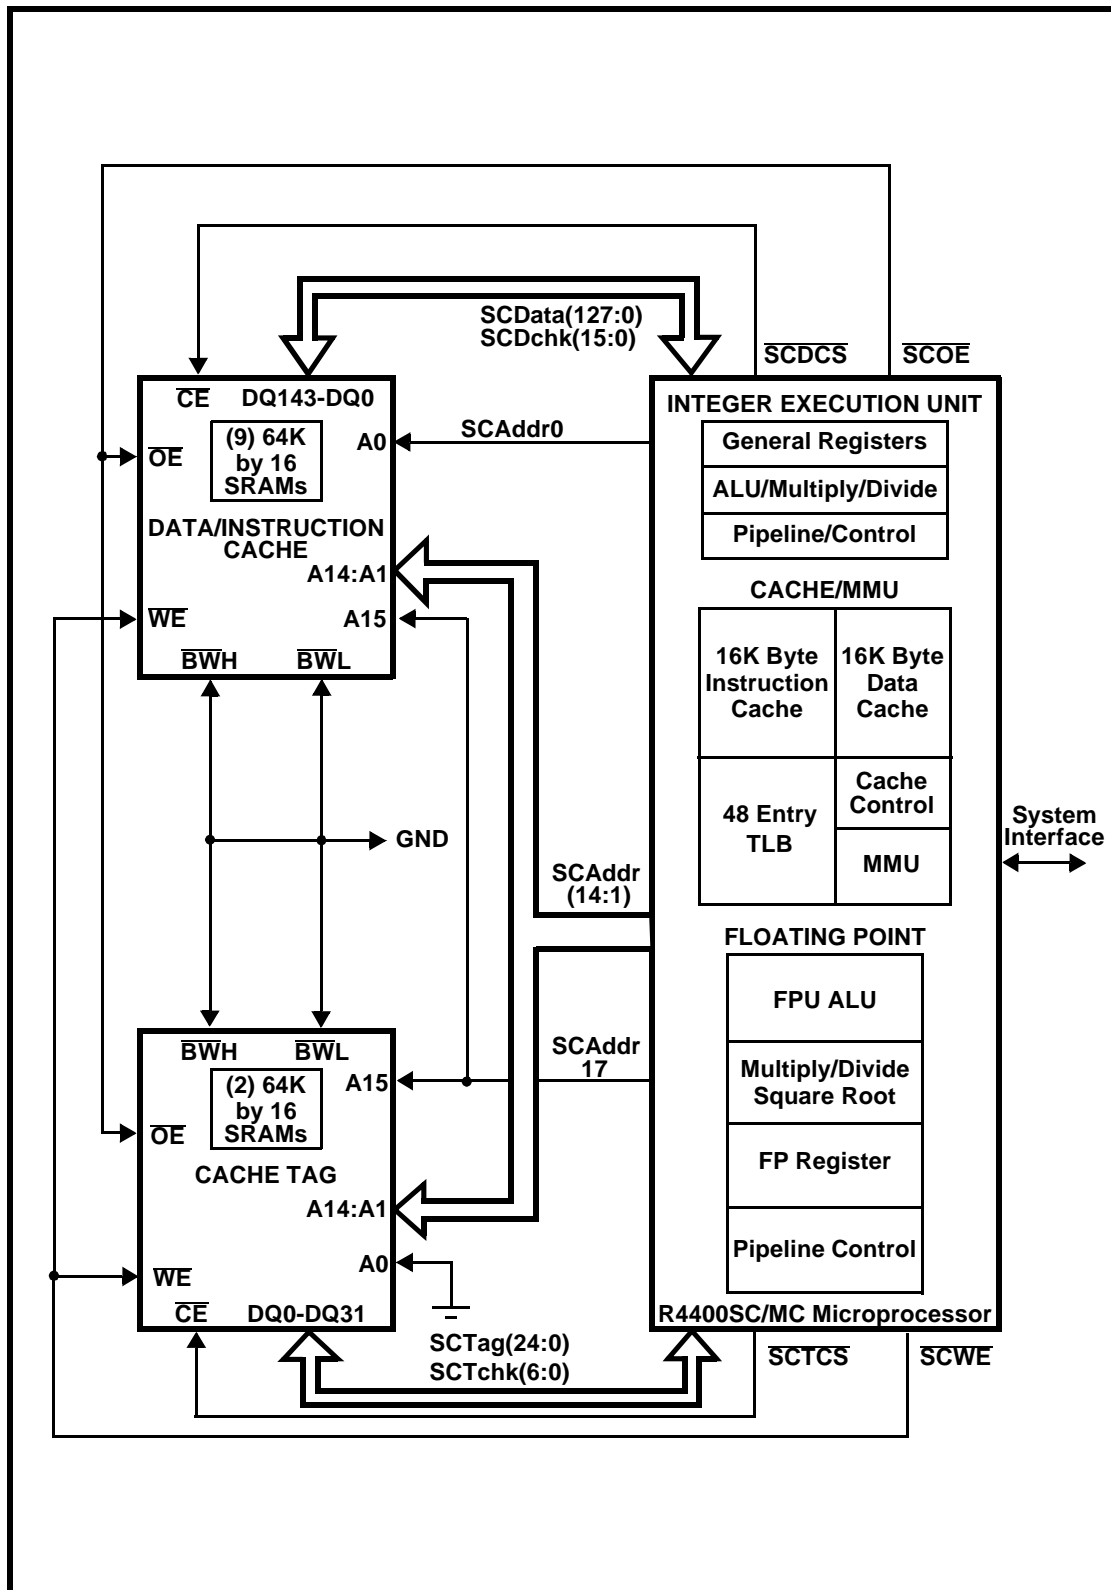 SCData(127:0)
SCDchk(15:0)
SCDCS
SCOE
CE
DQ143-DQ0
(9) 64K
by 16
SRAMs
A0
OE
DATA/INSTRUCTION
CACHE
A14:A1
WE
A15
BWH
BWL
SCAddr0
GND
SCAddr
(14:1)
SCAddr
17
BWH
BWL
(2) 64K
by 16
SRAMs
A15
OE
CACHE TAG
A14:A1
A0
WE
CE
DQ0-DQ31
SCTag(24:0)
SCTchk(6:0)
INTEGER EXECUTION UNIT
General Registers
ALU/Multiply/Divide
Pipeline/Control
CACHE/MMU
16K Byte
Instruction
Cache
16K Byte
Data
Cache
48 Entry
TLB
Cache
Control
MMU
System
Interface
FLOATING POINT
FPU ALU
Multiply/Divide
Square Root
FP Register
Pipeline Control
R4400SC/MC Microprocessor
SCTCS
SCWE